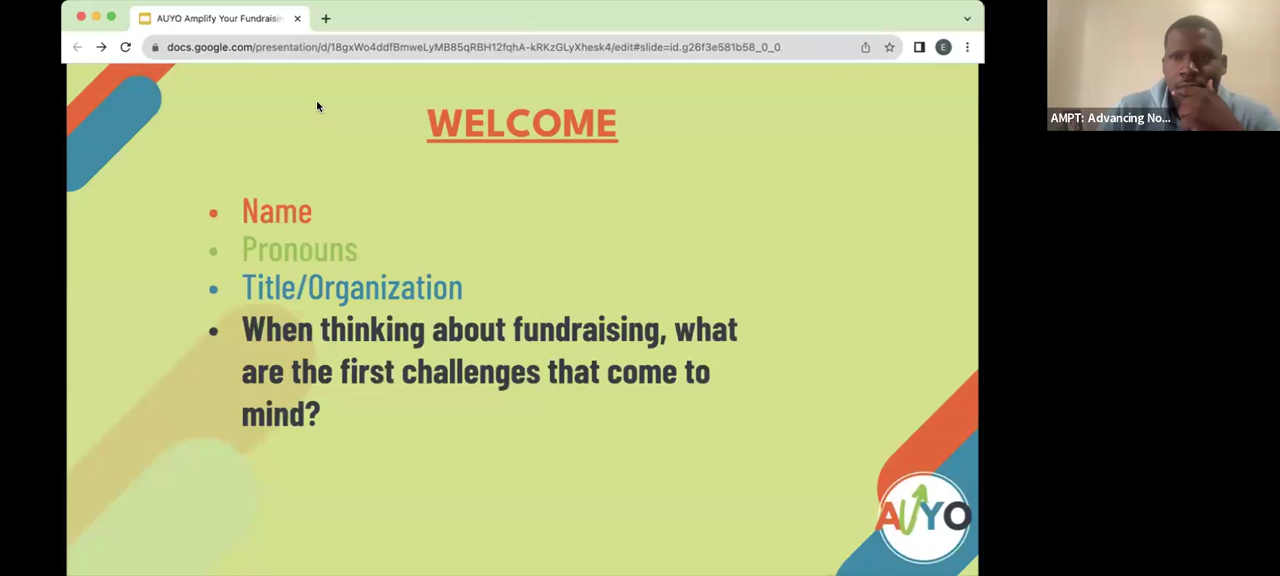 AUYO Amplify Your Fundraisin
docs.google.com/presentation/d/18gxWo4ddfBmweLyMB85qRBH12fqhA-kRKzGLyXhesk4/edit#slide=id.g26f3e581b58_0_0
E
WELCOME
AMPT: Advancing No...
• Name
• Pronouns
• Title/Organization
• When thinking about fundraising, what
are the first challenges that come to
mind?
AUYO